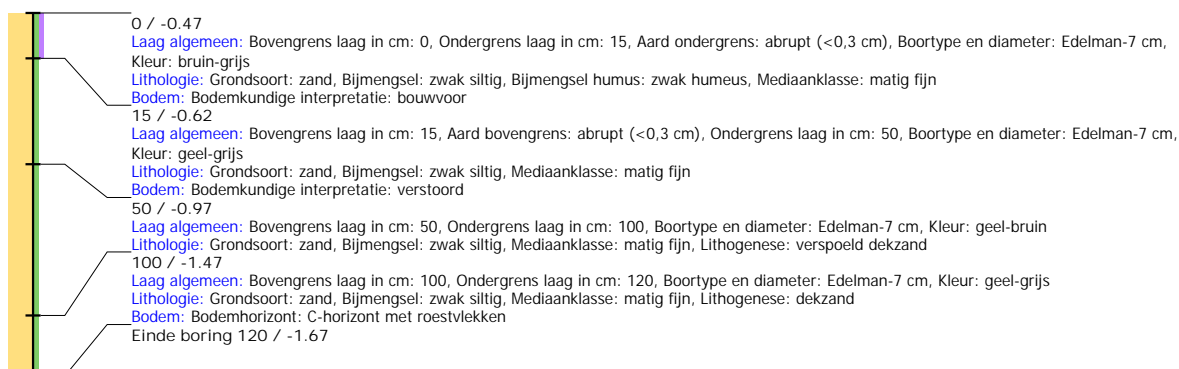 0 / -0.47
Laag algemeen: Bovengrens laag in cm: 0, Ondergrens laag in cm: 15, Aard ondergrens: abrupt (<0,3 cm), Boortype en diameter: Edelman-7 cm,
Kleur: bruin-grijs
Lithologie: Grondsoort: zand, Bijmengsel: zwak siltig, Bijmengsel humus: zwak humeus, Mediaanklasse: matig fijn
Bodem: Bodemkundige interpretatie: bouwvoor
15 / -0.62
Laag algemeen: Bovengrens laag in cm: 15, Aard bovengrens: abrupt (<0,3 cm), Ondergrens laag in cm: 50, Boortype en diameter: Edelman-7 cm,
Kleur: geel-grijs
Lithologie: Grondsoort: zand, Bijmengsel: zwak siltig, Mediaanklasse: matig fijn
Bodem: Bodemkundige interpretatie: verstoord
50 / -0.97
Laag algemeen: Bovengrens laag in cm: 50, Ondergrens laag in cm: 100, Boortype en diameter: Edelman-7 cm, Kleur: geel-bruin
Lithologie: Grondsoort: zand, Bijmengsel: zwak siltig, Mediaanklasse: matig fijn, Lithogenese: verspoeld dekzand
100 / -1.47
Laag algemeen: Bovengrens laag in cm: 100, Ondergrens laag in cm: 120, Boortype en diameter: Edelman-7 cm, Kleur: geel-grijs
Lithologie: Grondsoort: zand, Bijmengsel: zwak siltig, Mediaanklasse: matig fijn, Lithogenese: dekzand
Bodem: Bodemhorizont: C-horizont met roestvlekken
Einde boring 120 / -1.67